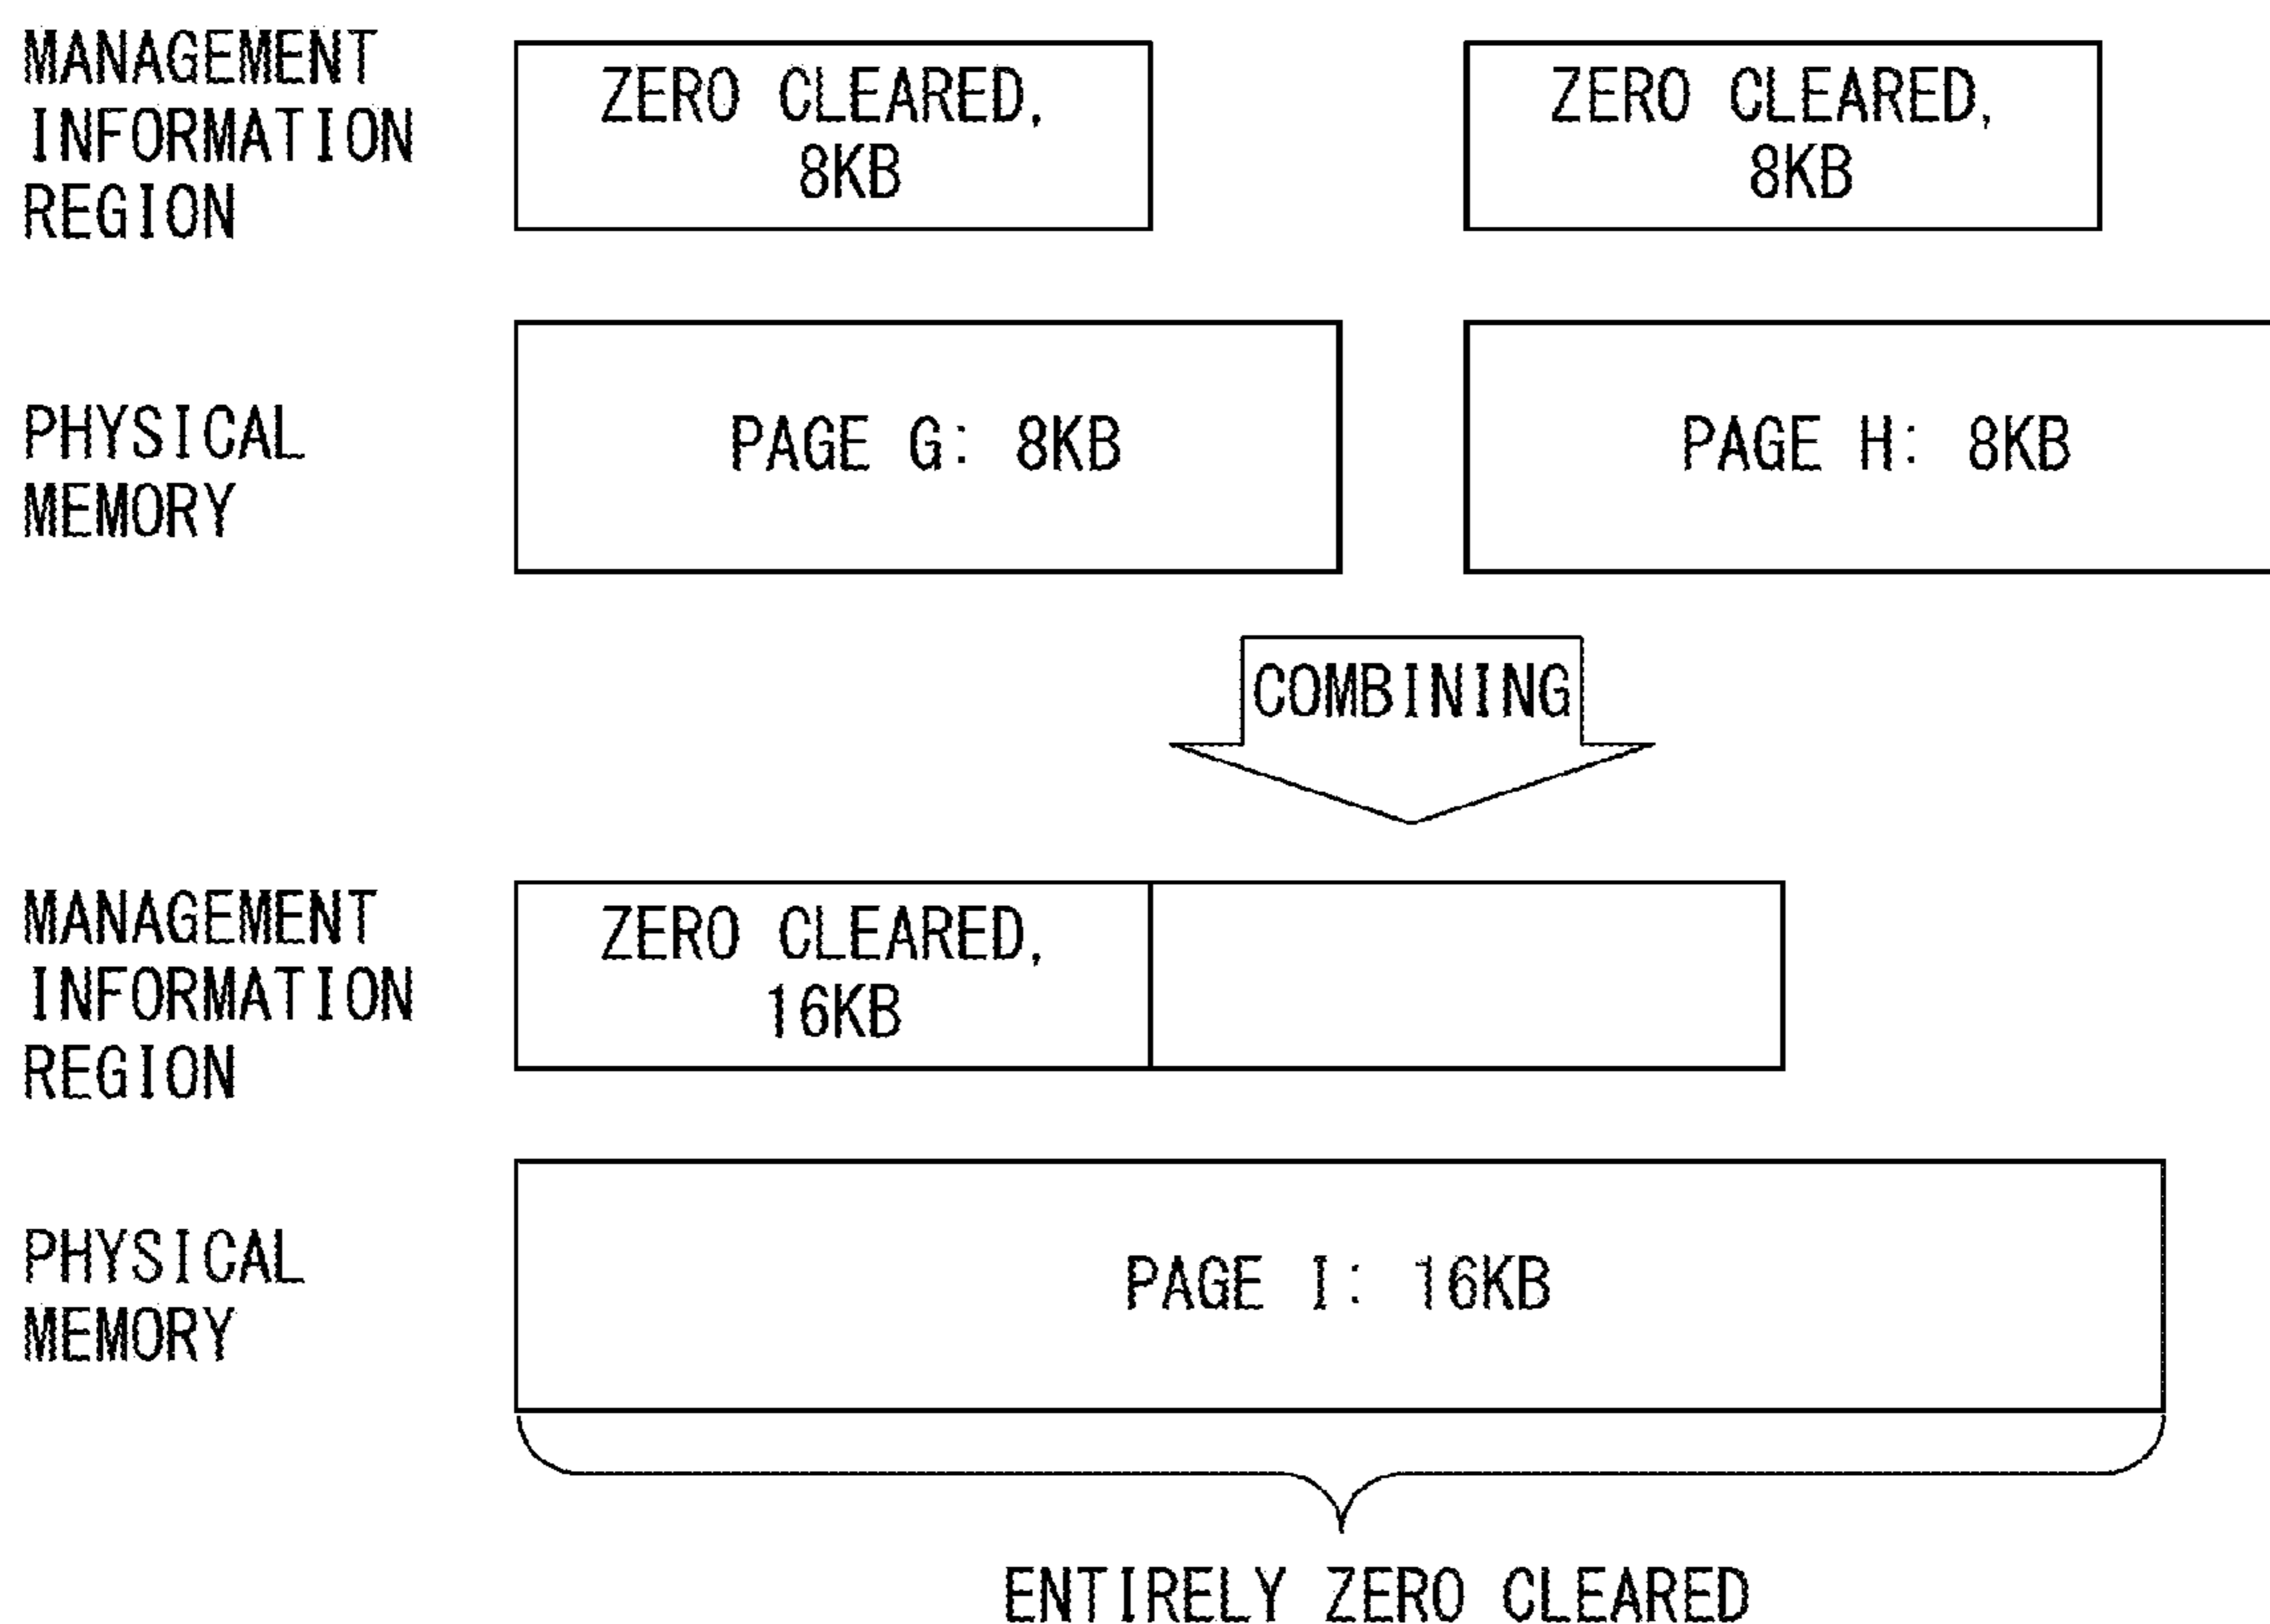 MANAGEMENT
INFORMATION
REGION
ZERO CLEARED,
8KB
ZERO CLEARED,
8KB
PHYSICAL
MEMORY
PAGE G: 8KB
PAGE H: 8KB
COMBINING
MANAGEMENT
INFORMATION
REGION
ZERO CLEARED,
16KB
PHYSICAL
MEMORY
PAGE I: 16KB
ENTIRELY ZERO CLEARED